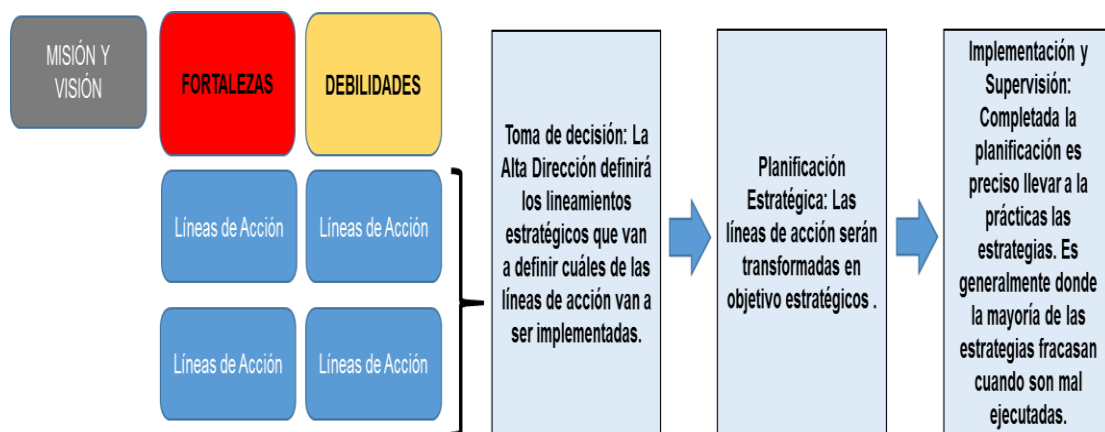 MISIÓN Y
VISIÓN
FORTALEZAS
DEBILIDADES
Líneas de Acción
Líneas de Acción
Líneas de Acción
Líneas de Acción
Toma de decisión: La
Alta Dirección definirá
los lineamientos
estratégicos que van
a definir cuáles de las
líneas de acción van a
ser implementadas.
Planificación
Estratégica: Las
líneas de acción serán
transformadas en
objetivo estratégicos .
Implementación y
Supervisión:
Completada la
planificación es
preciso llevar a la
prácticas las
estrategias. Es
generalmente donde
la mayoría de las
estrategias fracasan
cuando son mal
ejecutadas.